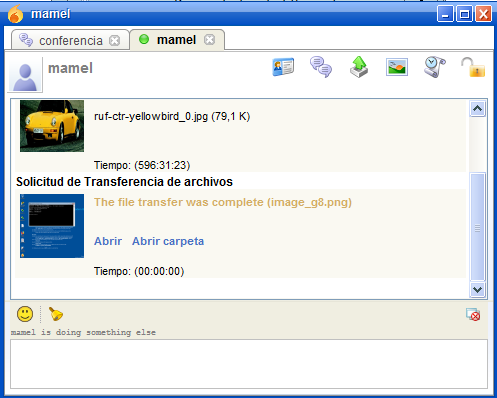 mamel
conferencia
mamel
mamel
ruf-ctr-yellowbird_0.jpg (79,1 K)
Tiempo: (596:31:23)
Solicitud de Transferencia de archivos
The file transfer was complete (image_g8.png)
Abrir Abrir carpeta
Tiempo: (00:00:00)
mamel is doing something else